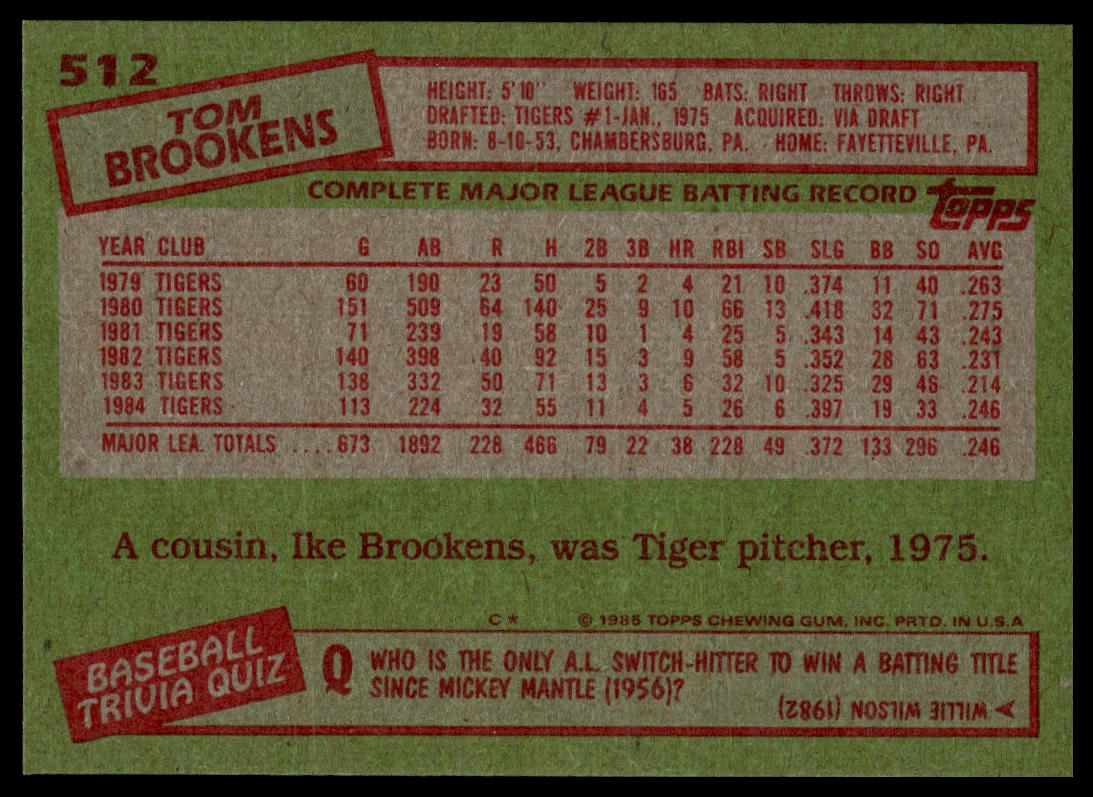 512
TOM
BROOKENS
HEIGHT: 5'10" WEIGHT: 165 BATS: RIGHT THROWS: RIGHT
DRAFTED: TIGERS #1-JAN., 1975 ACQUIRED: VIA DRAFT
BORN: 8-10-53, CHAMBERSBURG, PA. HOME: FAYETTEVILLE, PA.
COMPLETE MAJOR LEAGUE BATTING RECORD
topps
YEAR CLUB G AB R H 2B 3B HR RBI SB SLG BB SO AVG
1979 TIGERS 60 190 23 50 5 2 4 21 10 .374 11 40 .263
1980 TIGERS 151 509 64 140 25 9 10 66 13 .418 32 71 .275
1981 TIGERS 71 239 19 58 10 1 4 25 5 .343 14 43 .243
1982 TIGERS 140 398 40 92 15 3 9 58 5 .352 28 63 .231
1983 TIGERS 138 332 50 71 13 3 6 32 10 .325 29 46 .214
1984 TIGERS 113 224 32 55 11 4 5 26 6 .397 19 33 .246
MAJOR LEA. TOTALS ....673 1892 228 466 79 22 38 228 49 .372 133 296 .246
A cousin, Ike Brookens, was Tiger pitcher, 1975.
C* © 1985 TOPPS CHEWING GUM, INC. PRTD. IN U.S.A
BASEBALL
TRIVIA QUIZ
Q WHO IS THE ONLY A.L. SWITCH-HITTER TO WIN A BATTING TITLE
SINCE MICKEY MANTLE (1956)?
WILLIE WILSON (1982)